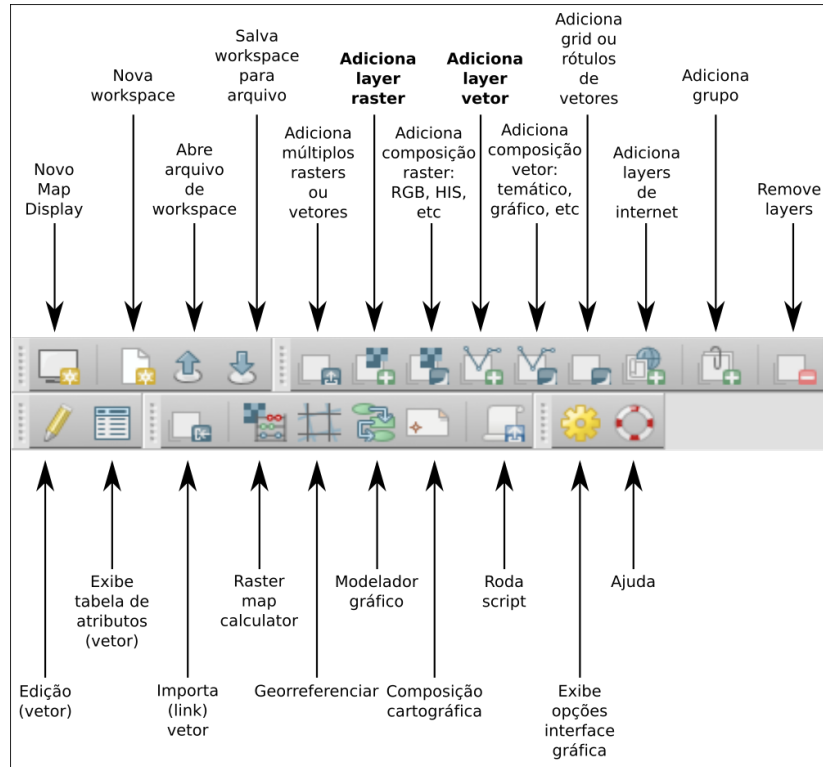 Novo
Map
Display
Nova
workspace
Abre
arquivo
de
workspace
Salva
workspace
para
arquivo
Adiciona
múltiplos
rasters
ou
vetores
Adiciona
layer
raster
Adiciona
composição
raster:
RGB, HIS,
etc
Adiciona
layer
vetor
Adiciona
composição
vetor:
temático,
gráfico, etc
Adiciona
grid ou
rótulos
de
vetores
Adiciona
layers
de
internet
Adiciona
grupo
Remove
layers
Edição
(vetor)
Exibe
tabela de
atributos
(vetor)
Importa
(link)
vetor
Raster
map
calculator
Georreferenciar
Modelador
gráfico
Composição
cartográfica
Roda
script
Exibe
opções
interface
gráfica
Ajuda